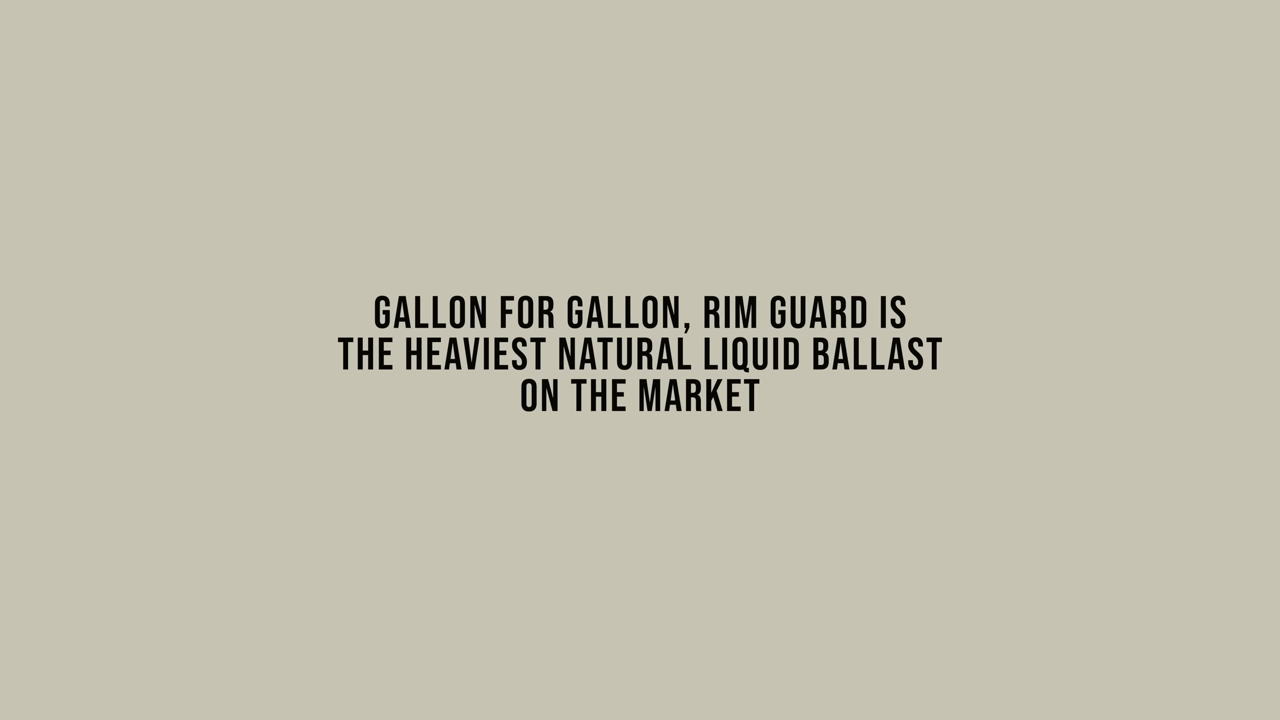 GALLON FOR GALLON, RIM GUARD IS
THE HEAVIEST NATURAL LIQUID BALLAST
ON THE MARKET